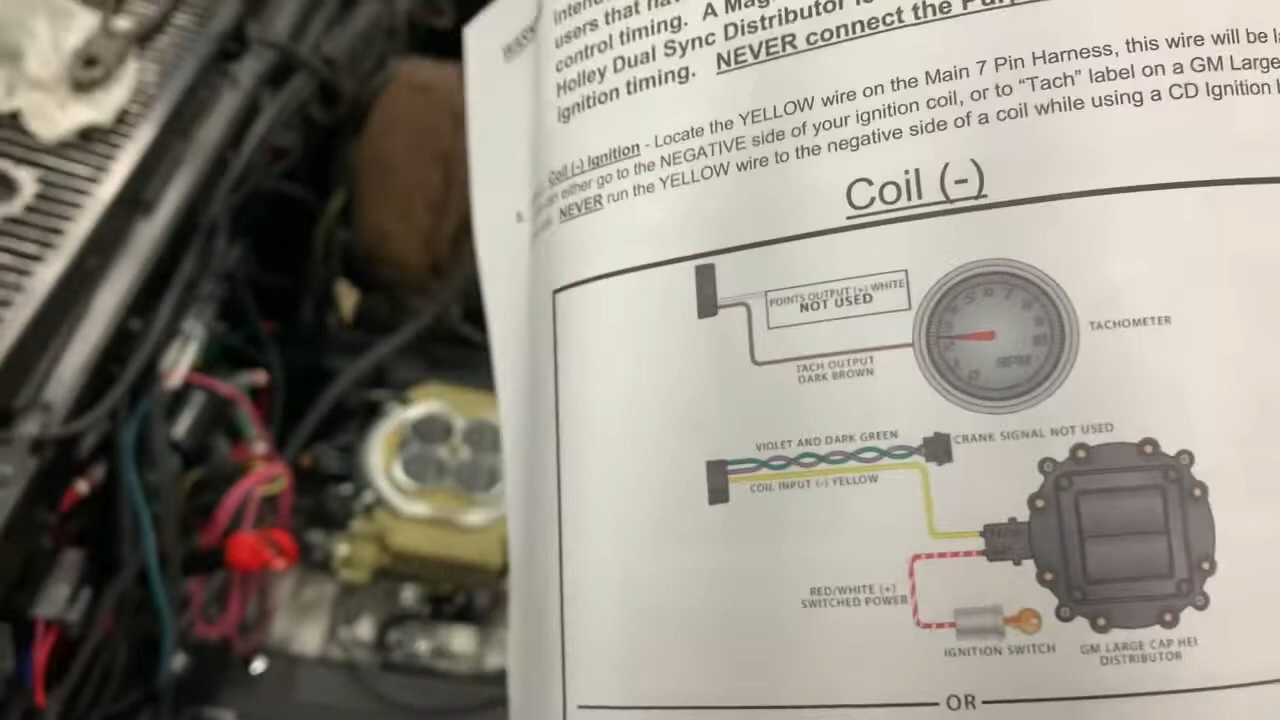 users that
control timing. A
Holley Dual Sync Distributor
ignition timing. NEVER connect the
Coil (-) Ignition - Locate the YELLOW wire on the Main 7 Pin Harness, this wire will be
either go to the NEGATIVE side of your ignition coil, or to “Tach” label on a GM Large
NEVER run the YELLOW wire to the negative side of a coil while using a CD Ignition
Coil (-)
POINTS OUTPUT (+) WHITE
NOT USED
TACHOMETER
TACH OUTPUT
DARK BROWN
RPM
VIOLET AND DARK GREEN
CRANK SIGNAL NOT USED
COIL INPUT (-) YELLOW
RED/WHITE (+)
SWITCHED POWER
IGNITION SWITCH
GM LARGE CAP HEI
DISTRIBUTOR
OR